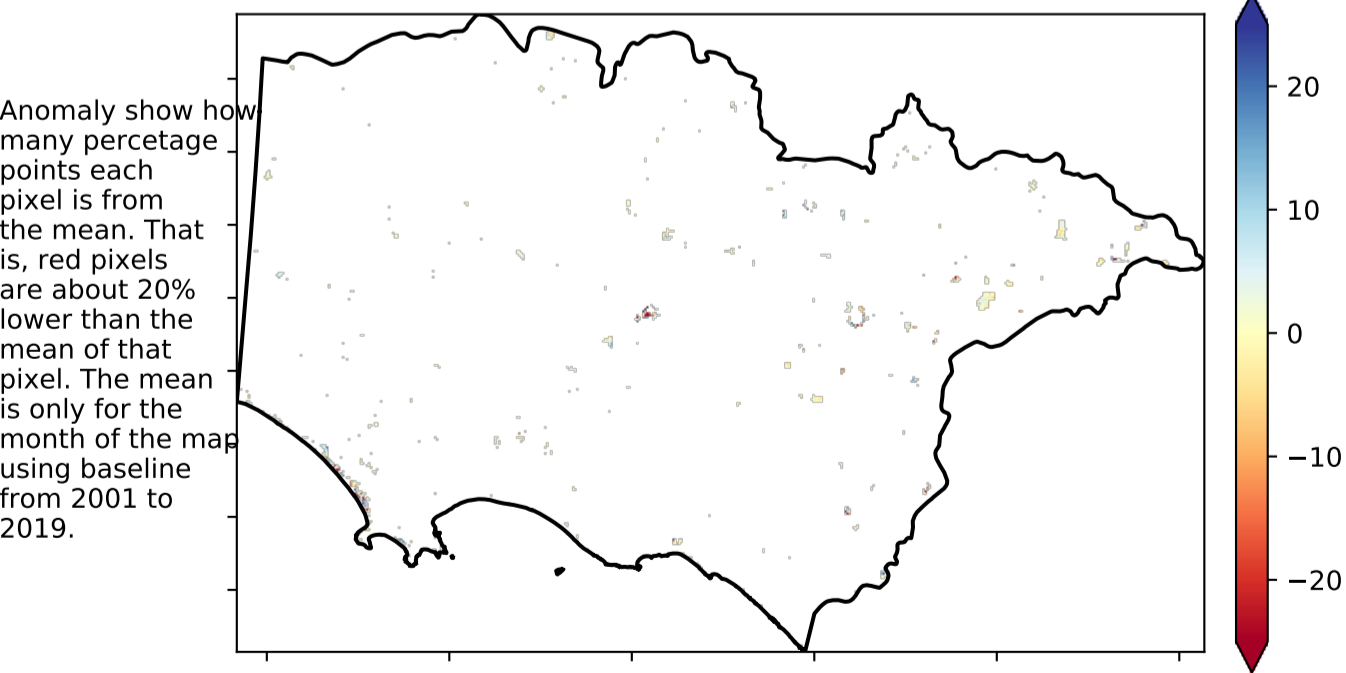 Anomaly show how
many percetage
points each
pixel is from
the mean. That
is, red pixels
are about 20%
lower than the
mean of that
pixel. The mean
is only for the
month of the map
using baseline
from 2001 to
2019.
20
10
0
−10
−20